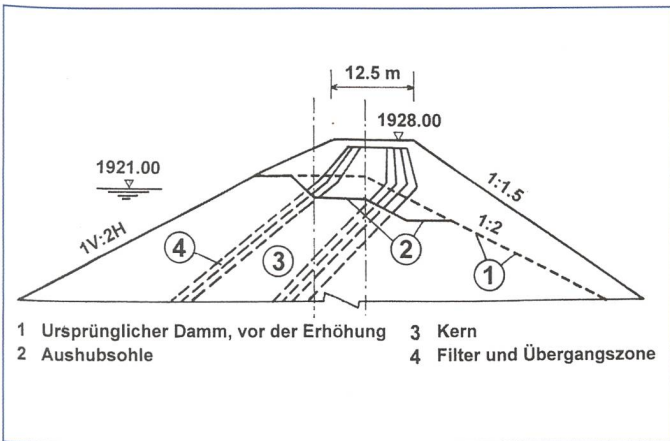 12.5 m
1928.00
1921.00
1:1.5
1:2
1V:2H
4
3
2
1
1 Ursprünglicher Damm, vor der Erhöhung
2 Aushubsohle
3 Kern
4 Filter und Übergangszone